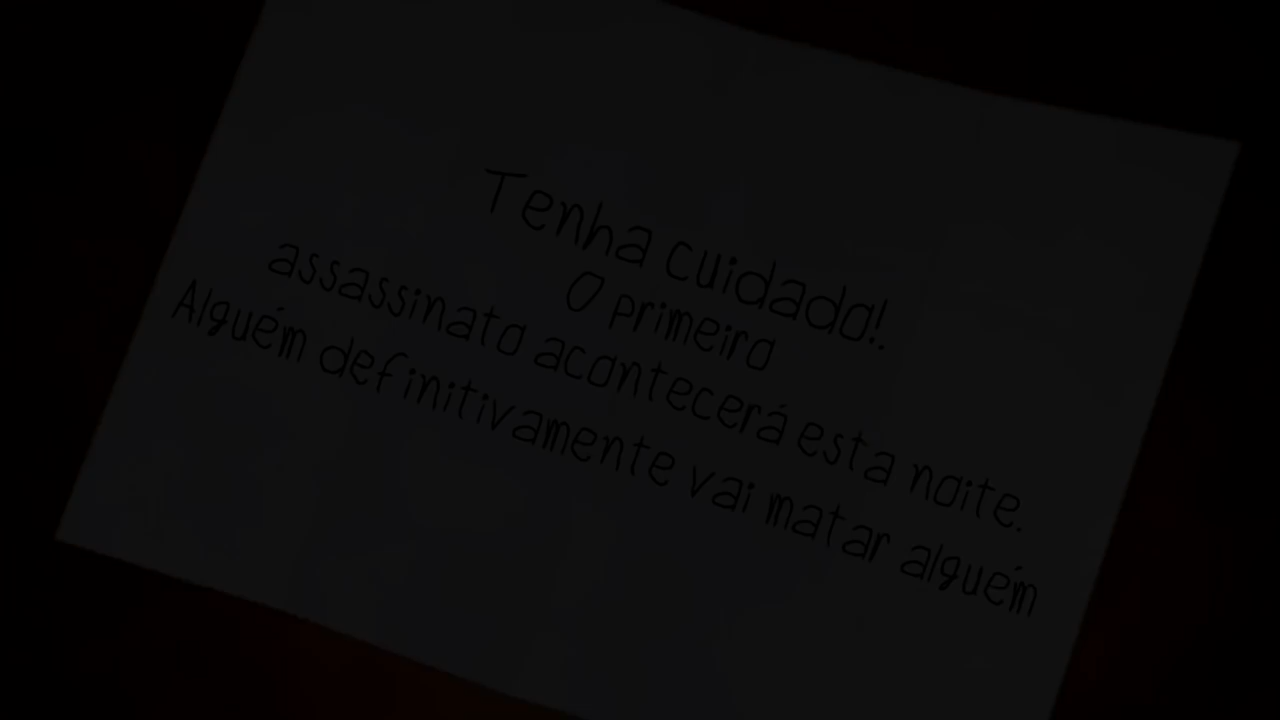 Tenha cuidado!.
O primeiro
assassinato acontecerá esta noite.
Alguém definitivamente vai matar alguém